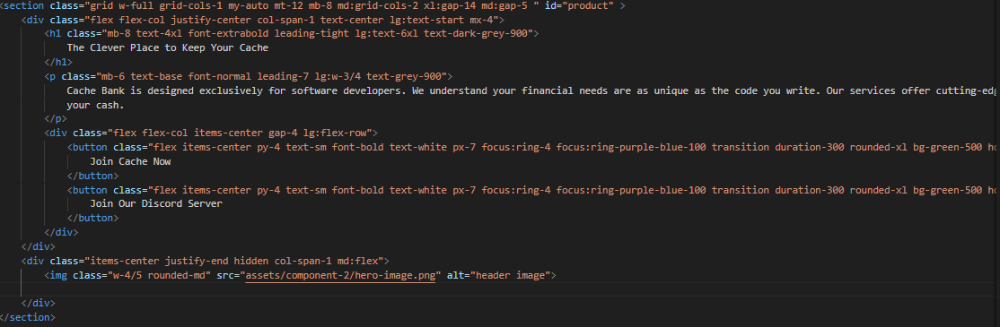 <section class="grid w-full grid-cols-1 my-auto mt-12 mb-8 md:grid-cols-2 xl:gap-14 md:gap-5 " id="product" >
<div class="flex flex-col justify-center col-span-1 text-center lg:text-start mx-4">
<h1 class="mb-8 text-4xl font-extrabold leading-tight lg:text-6xl text-dark-grey-900">
The Clever Place to Keep Your Cache
</h1>
<p class="mb-6 text-base font-normal leading-7 lg:w-3/4 text-grey-900">
Cache Bank is designed exclusively for software developers. We understand your financial needs are as unique as the code you write. Our services offer cutting-edg
your cash.
</p>
<div class="flex flex-col items-center gap-4 lg:flex-row">
<button class="flex items-center py-4 text-sm font-bold text-white px-7 focus:ring-4 focus:ring-purple-blue-100 transition duration-300 rounded-xl bg-green-500 ho
Join Cache Now
</button>
<button class="flex items-center py-4 text-sm font-bold text-white px-7 focus:ring-4 focus:ring-purple-blue-100 transition duration-300 rounded-xl bg-green-500 ho
Join Our Discord Server
</button>
</div>
</div>
<div class="items-center justify-end hidden col-span-1 md:flex">
<img class="w-4/5 rounded-md" src="assets/component-2/hero-image.png" alt="header image">
</div>
</section>